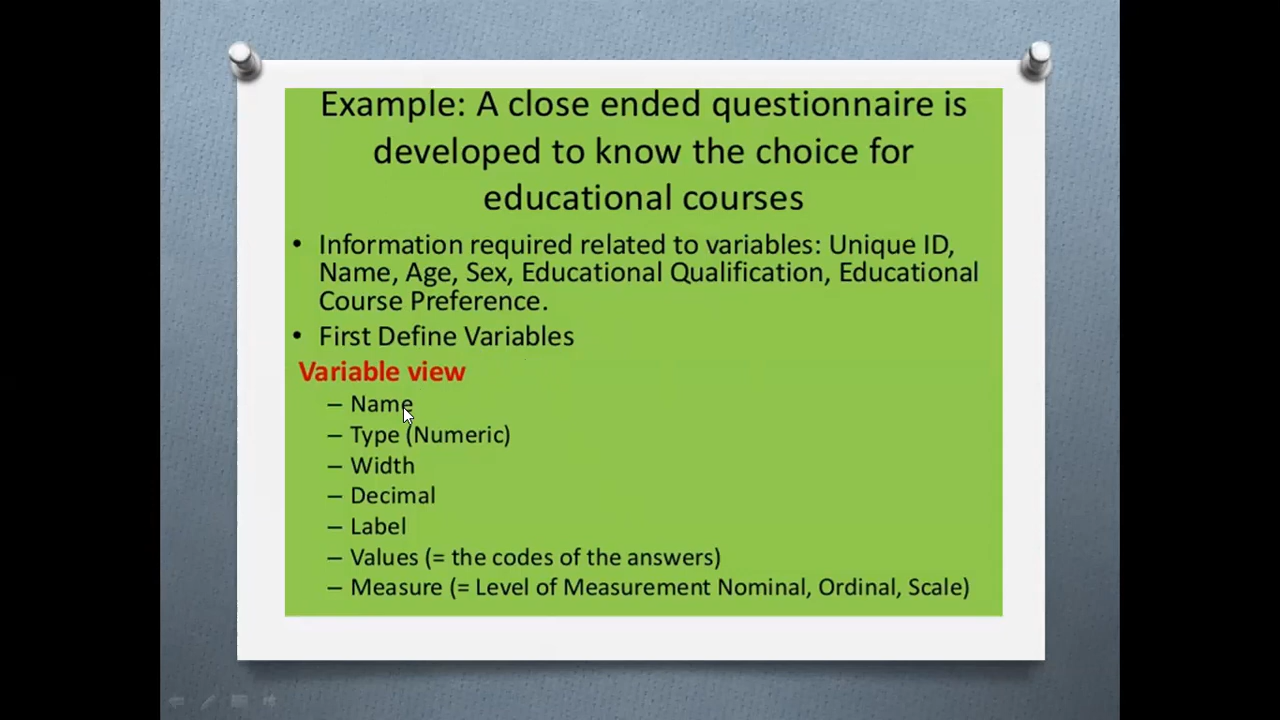 Example: A close ended questionnaire is
developed to know the choice for
educational courses
• Information required related to variables: Unique ID,
Name, Age, Sex, Educational Qualification, Educational
Course Preference.
• First Define Variables
Variable view
– Name
– Type (Numeric)
– Width
– Decimal
– Label
– Values (= the codes of the answers)
– Measure (= Level of Measurement Nominal, Ordinal, Scale)